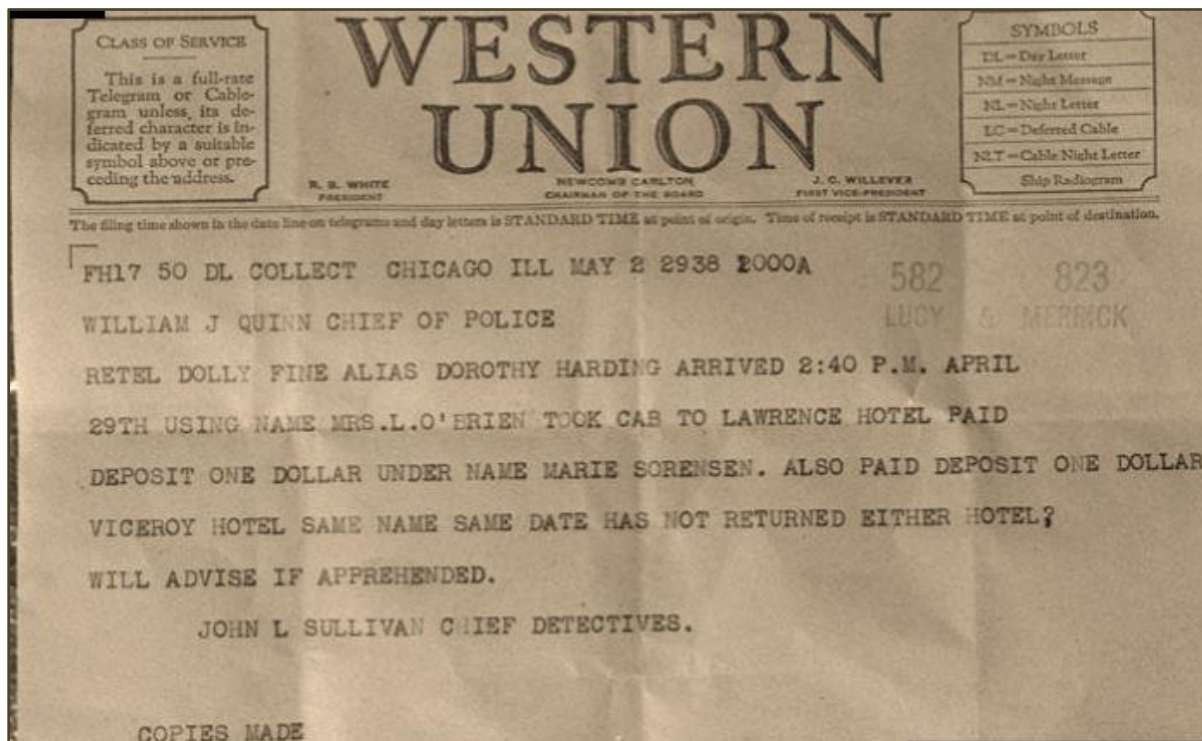 CLASS OF SERVICE
This is a full-rate
Telegram or Cable-
gram unless its de-
ferred character is in-
dicated by a suitable
symbol above or pre-
ceding the address.
WESTERN
UNION
R. B. WHITE
PRESIDENT
NEWCOMB CARLTON
CHAIRMAN OF THE BOARD
J. C. WILLEVER
FIRST VICE-PRESIDENT
SYMBOLS
DL = Day Letter
NM = Night Message
NL = Night Letter
LC = Deferred Cable
NLT = Cable Night Letter
Ship Radiogram
The filing time shown in the date line on telegrams and day letters is STANDARD TIME at point of origin. Time of receipt is STANDARD TIME at point of destination.
FH17 50 DL COLLECT CHICAGO ILL MAY 2 2938 2000A
582 823
LUCY & MERRICK
WILLIAM J QUINN CHIEF OF POLICE
RETEL DOLLY FINE ALIAS DOROTHY HARDING ARRIVED 2:40 P.M. APRIL
29TH USING NAME MRS.L.O'BRIEN TOOK CAB TO LAWRENCE HOTEL PAID
DEPOSIT ONE DOLLAR UNDER NAME MARIE SORENSEN. ALSO PAID DEPOSIT ONE DOLLAR
VICEROY HOTEL SAME NAME SAME DATE HAS NOT RETURNED EITHER HOTEL?
WILL ADVISE IF APPREHENDED.
JOHN L SULLIVAN CHIEF DETECTIVES.
COPIES MADE